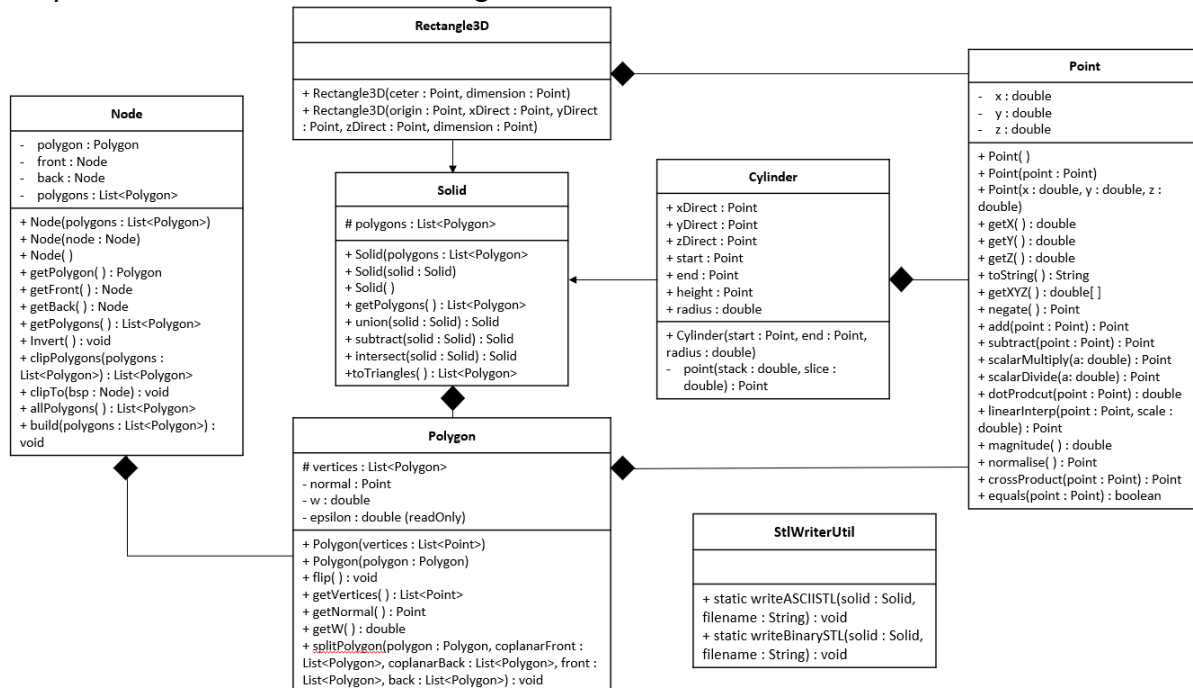 Rectangle3D
+ Rectangle3D(ceter : Point, dimension : Point)
+ Rectangle3D(origin : Point, xDirect : Point, yDirect
: Point, zDirect : Point, dimension : Point)
Node
- polygon : Polygon
- front : Node
- back : Node
- polygons : List<Polygon>
+ Node(polygons : List<Polygon>)
+ Node(node : Node)
+ Node( )
+ getPolygon( ) : Polygon
+ getFront( ) : Node
+ getBack( ) : Node
+ getPolygons( ) : List<Polygon>
+ Invert( ) : void
+ clipPolygons(polygons :
List<Polygon>) : List<Polygon>
+ clipTo(bsp : Node) : void
+ allPolygons( ) : List<Polygon>
+ build(polygons : List<Polygon>) :
void
Solid
# polygons : List<Polygon>
+ Solid(polygons : List<Polygon>
+ Solid(solid : Solid)
+ Solid( )
+ getPolygons( ) : List<Polygon>
+ union(solid : Solid) : Solid
+ subtract(solid : Solid) : Solid
+ intersect(solid : Solid) : Solid
+toTriangles( ) : List<Polygon>
Cylinder
+ xDirect : Point
+ yDirect : Point
+ zDirect : Point
+ start : Point
+ end : Point
+ height : Point
+ radius : double
+ Cylinder(start : Point, end : Point,
radius : double)
- point(stack : double, slice :
double) : Point
Point
- x : double
- y : double
- z : double
+ Point( )
+ Point(point : Point)
+ Point(x : double, y : double, z :
double)
+ getX( ) : double
+ getY( ) : double
+ getZ( ) : double
+ toString( ) : String
+ getXYZ( ) : double[ ]
+ negate( ) : Point
+ add(point : Point) : Point
+ subtract(point : Point) : Point
+ scalarMultiply(a: double) : Point
+ scalarDivide(a: double) : Point
+ dotProdcut(point : Point) : double
+ linearInterp(point : Point, scale :
double) : Point
+ magnitude( ) : double
+ normalise( ) : Point
+ crossProduct(point : Point) : Point
+ equals(point : Point) : boolean
Polygon
# vertices : List<Polygon>
- normal : Point
- w : double
- epsilon : double (readOnly)
+ Polygon(vertices : List<Point>)
+ Polygon(polygon : Polygon)
+ flip( ) : void
+ getVertices( ) : List<Point>
+ getNormal( ) : Point
+ getW( ) : double
+ splitPolygon(polygon : Polygon, coplanarFront :
List<Polygon>, coplanarBack : List<Polygon>, front :
List<Polygon>, back : List<Polygon>) : void
StlWriterUtil
+ static writeASCIISTL(solid : Solid,
filename : String) : void
+ static writeBinarySTL(solid : Solid,
filename : String) : void